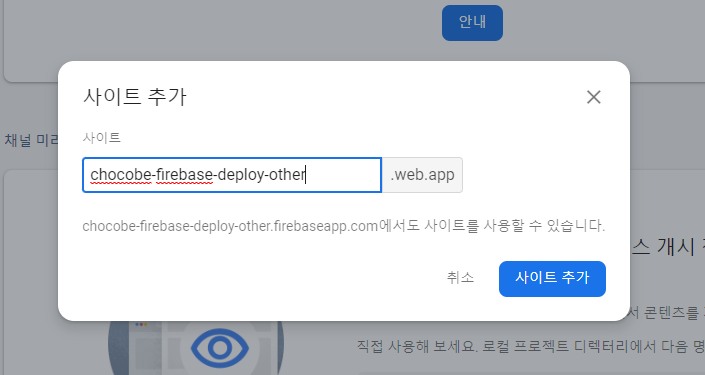 안내
사이트 추가
채널 미리
사이트
chocobe-firebase-deploy-other .web.app
chocobe-firebase-deploy-other.firebaseapp.com에서도 사이트를 사용할 수 있습니다.
스 개시
취소 사이트 추가
서 콘텐츠를
직접 사용해 보세요. 로컬 프로젝트 디렉터리에서 다음 명